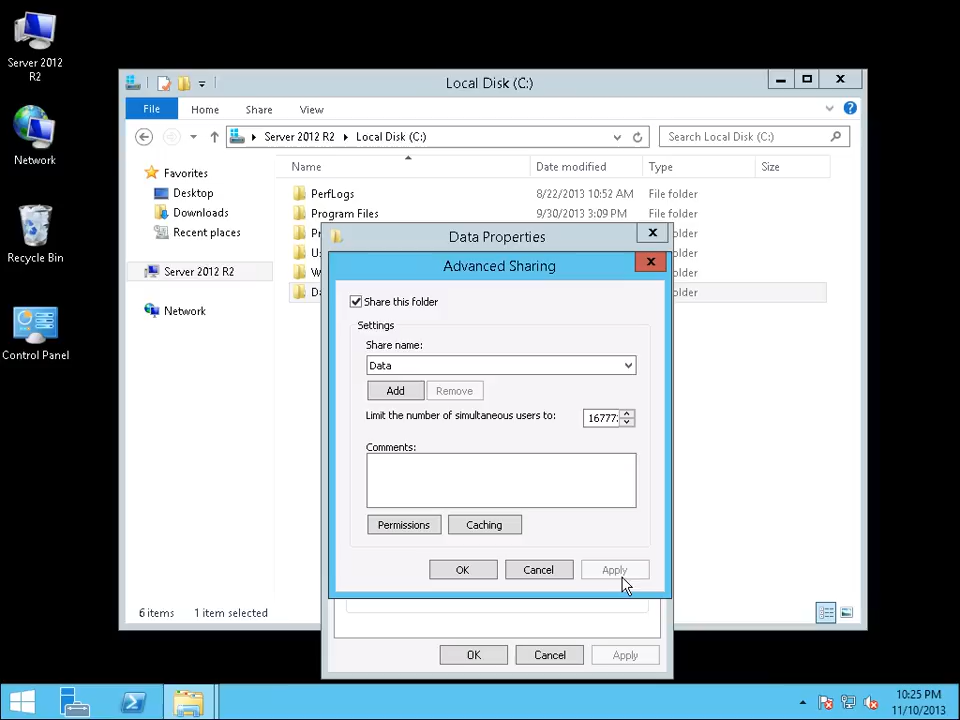 Server 2012
R2
Network
Recycle Bin
Control Panel
Local Disk (C:)
File
Home
Share
View
Server 2012 R2
Local Disk (C:)
Search Local Disk (C:)
Name
Date modified
Type
Size
Favorites
Desktop
Downloads
Recent places
Server 2012 R2
Network
PerfLogs
8/22/2013 10:52 AM
File folder
Program Files
9/30/2013 3:09 PM
File folder
Data Properties
Advanced Sharing
Share this folder
Settings
Share name:
Data
Add
Remove
Limit the number of simultaneous users to:
16777
Comments:
Permissions
Caching
OK
Cancel
Apply
6 items
1 item selected
OK
Cancel
Apply
10:25 PM
11/10/2013